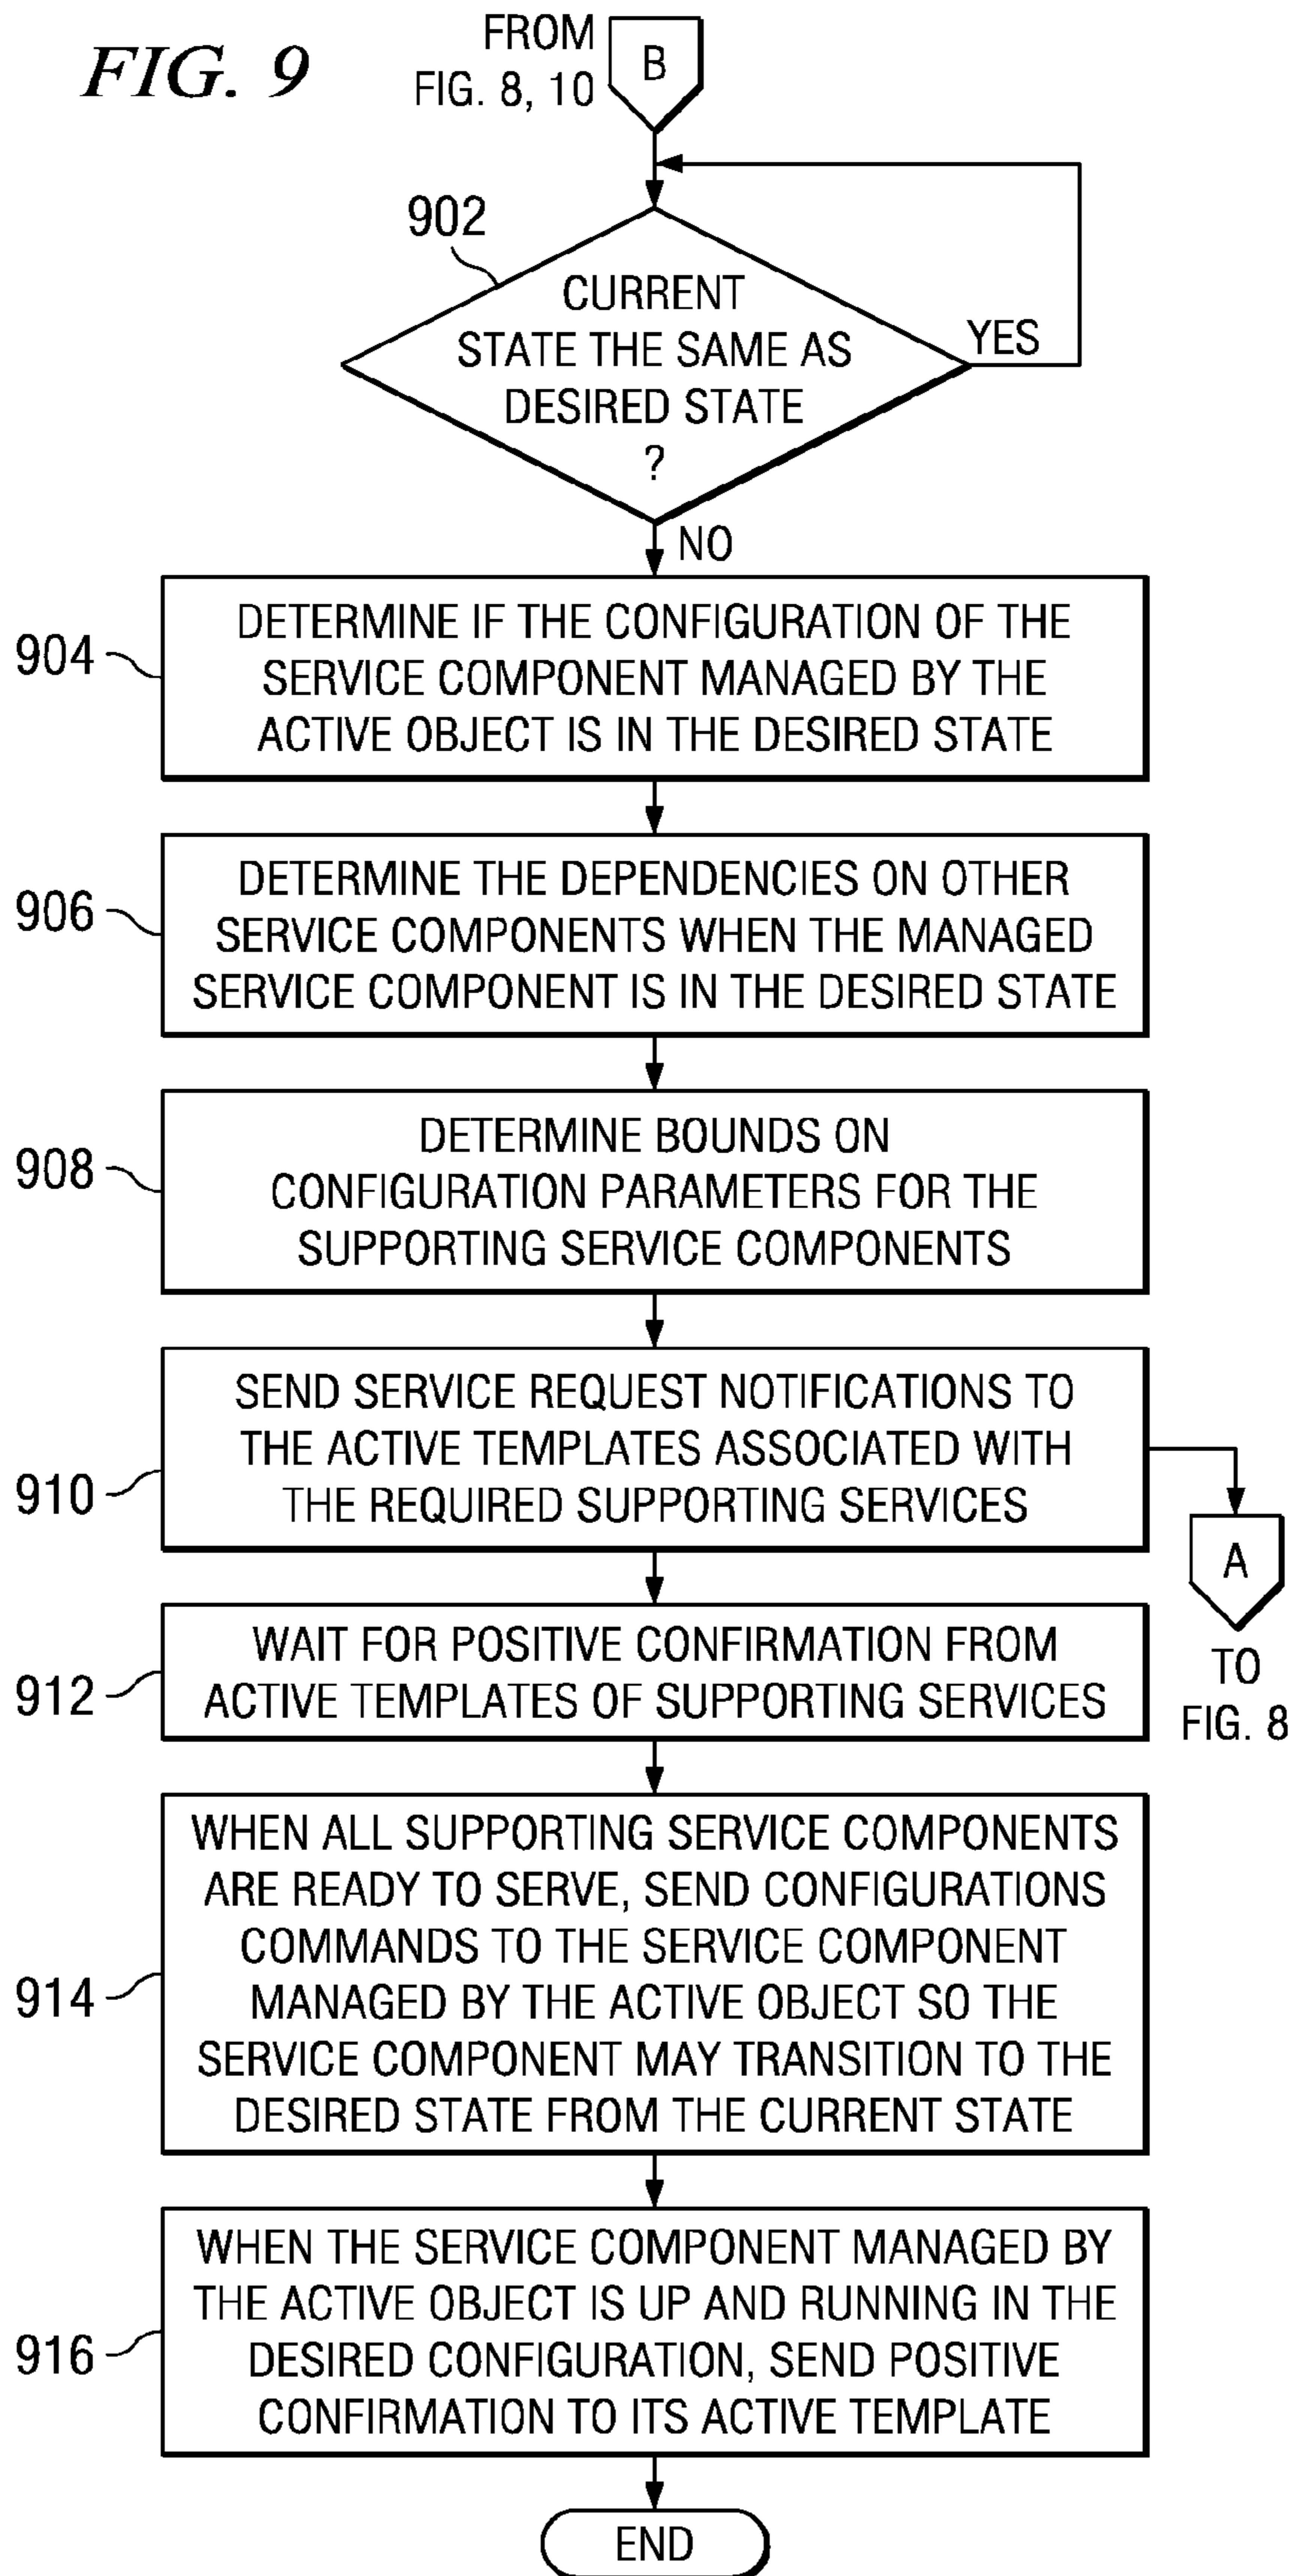 FIG. 9
FROM
FIG. 8, 10
B
902
CURRENT
STATE THE SAME AS
DESIRED STATE
?
YES
NO
904
DETERMINE IF THE CONFIGURATION OF THE
SERVICE COMPONENT MANAGED BY THE
ACTIVE OBJECT IS IN THE DESIRED STATE
906
DETERMINE THE DEPENDENCIES ON OTHER
SERVICE COMPONENTS WHEN THE MANAGED
SERVICE COMPONENT IS IN THE DESIRED STATE
908
DETERMINE BOUNDS ON
CONFIGURATION PARAMETERS FOR THE
SUPPORTING SERVICE COMPONENTS
910
SEND SERVICE REQUEST NOTIFICATIONS TO
THE ACTIVE TEMPLATES ASSOCIATED WITH
THE REQUIRED SUPPORTING SERVICES
A
TO
FIG. 8
912
WAIT FOR POSITIVE CONFIRMATION FROM
ACTIVE TEMPLATES OF SUPPORTING SERVICES
914
WHEN ALL SUPPORTING SERVICE COMPONENTS
ARE READY TO SERVE, SEND CONFIGURATIONS
COMMANDS TO THE SERVICE COMPONENT
MANAGED BY THE ACTIVE OBJECT SO THE
SERVICE COMPONENT MAY TRANSITION TO THE
DESIRED STATE FROM THE CURRENT STATE
916
WHEN THE SERVICE COMPONENT MANAGED BY
THE ACTIVE OBJECT IS UP AND RUNNING IN THE
DESIRED CONFIGURATION, SEND POSITIVE
CONFIRMATION TO ITS ACTIVE TEMPLATE
END